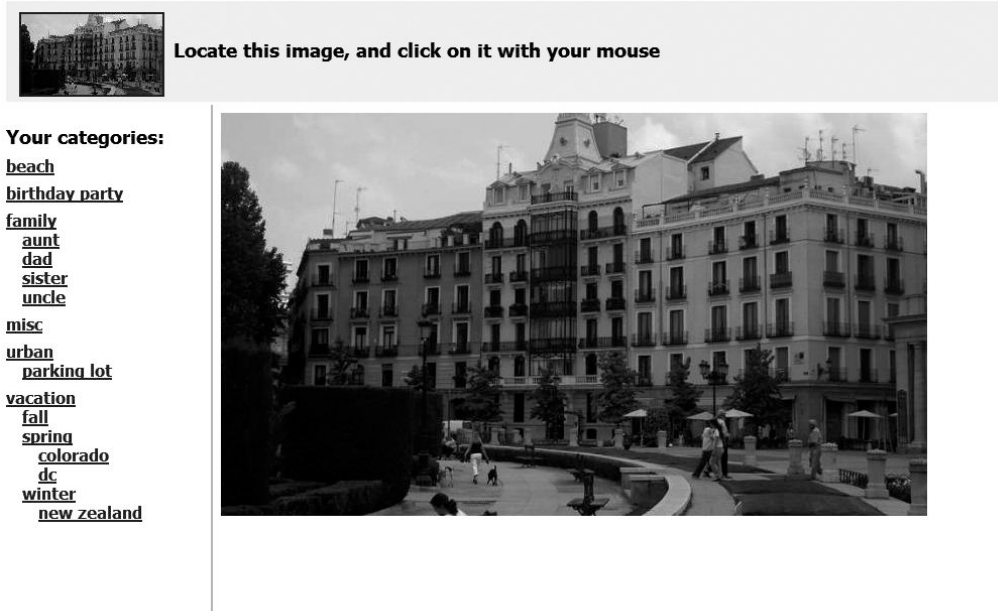 Locate this image, and click on it with your mouse
Your categories:
beach
birthday party
family
aunt
dad
sister
uncle
misc
urban
parking lot
vacation
fall
spring
colorado
dc
winter
new zealand